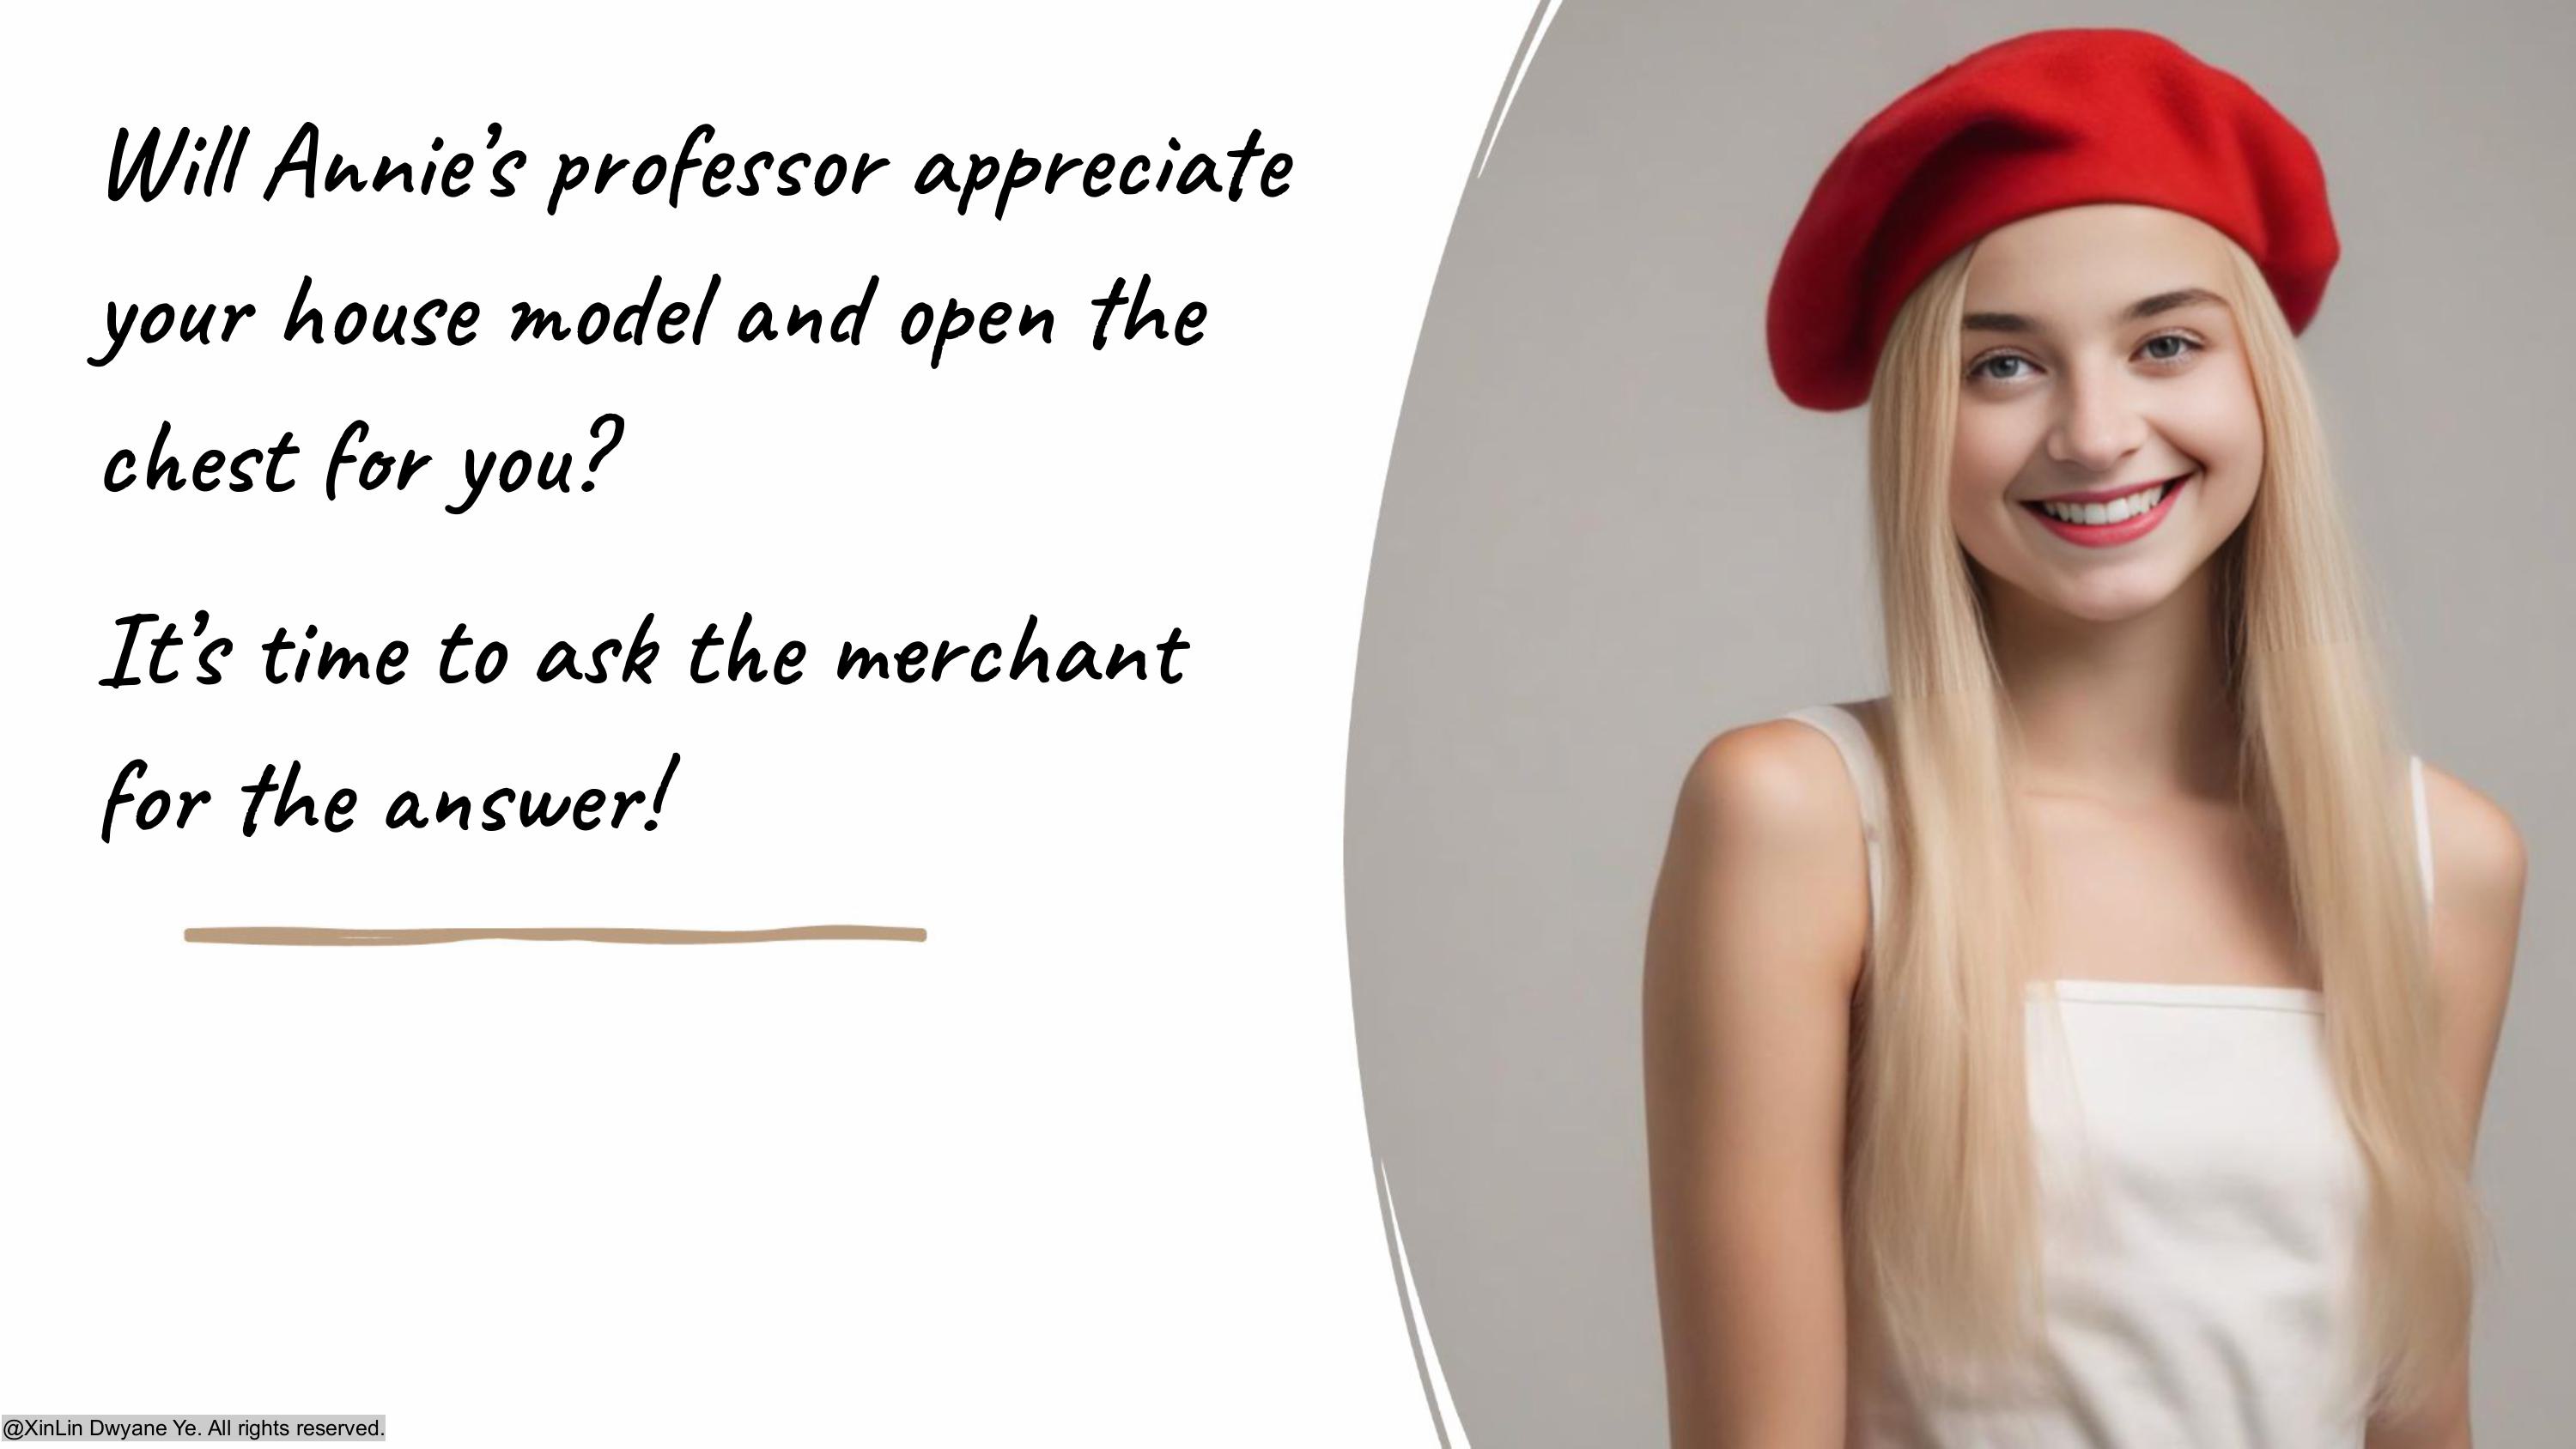 Will Annie's professor appreciate
your house model and open the
chest for you?
It's time to ask the merchant
for the answer!
@XinLin Dwyane Ye. All rights reserved.